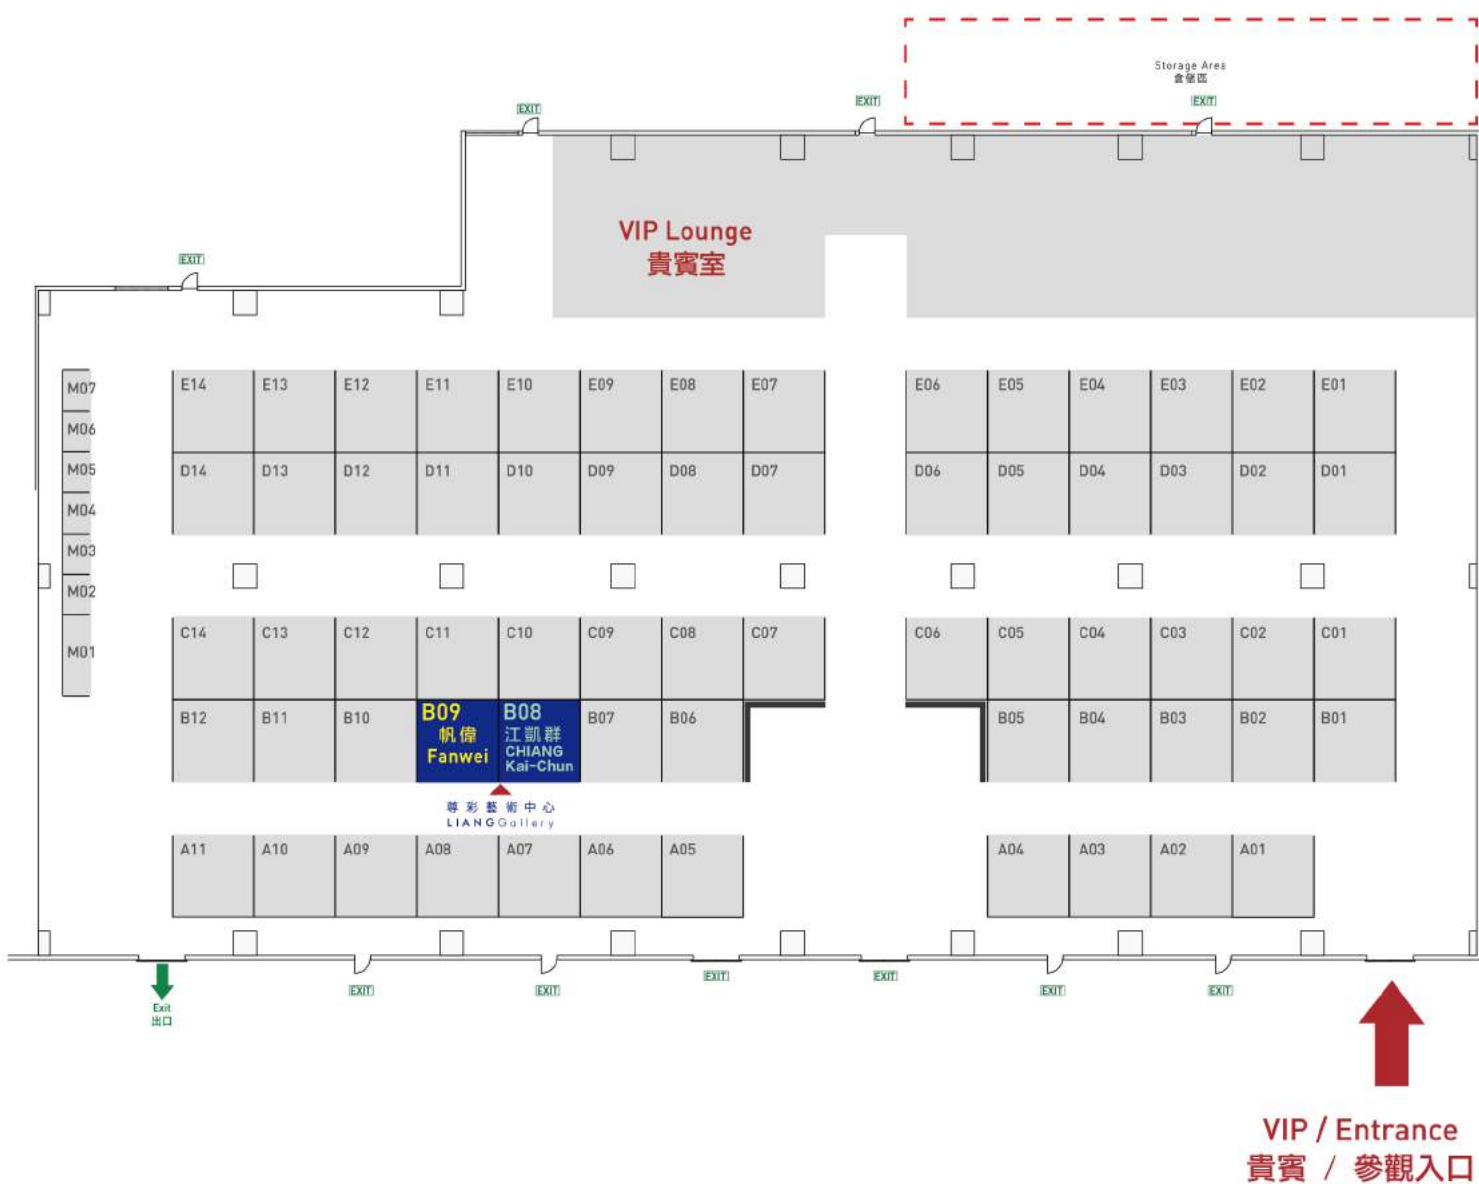 Storage Area
倉儲區
EXIT
EXIT
EXIT
VIP Lounge
貴賓室
EXIT
M07
M06
M05
M04
M03
M02
M01
E14 E13 E12 E11 E10 E09 E08 E07 E06 E05 E04 E03 E02 E01
D14 D13 D12 D11 D10 D09 D08 D07 D06 D05 D04 D03 D02 D01
C14 C13 C12 C11 C10 C09 C08 C07 C06 C05 C04 C03 C02 C01
B12 B11 B10 B09 B08 B07 B06 B05 B04 B03 B02 B01
帆偉
Fanwei
江凱群
CHIANG
Kai-Chun
尊彩藝術中心
LIANG Gallery
A11 A10 A09 A08 A07 A06 A05 A04 A03 A02 A01
EXIT EXIT EXIT EXIT EXIT EXIT
Exit
出口
VIP / Entrance
貴賓 / 參觀入口